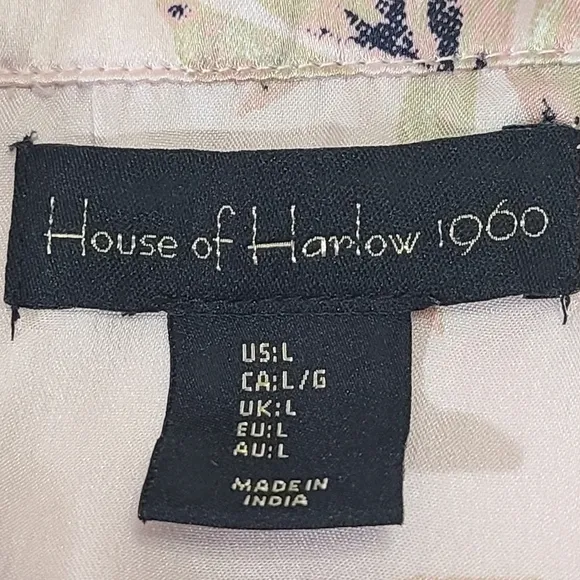 House of Harlow 1960
US:L
CA:L/G
UK:L
EU:L
AU:L
MADE IN
INDIA